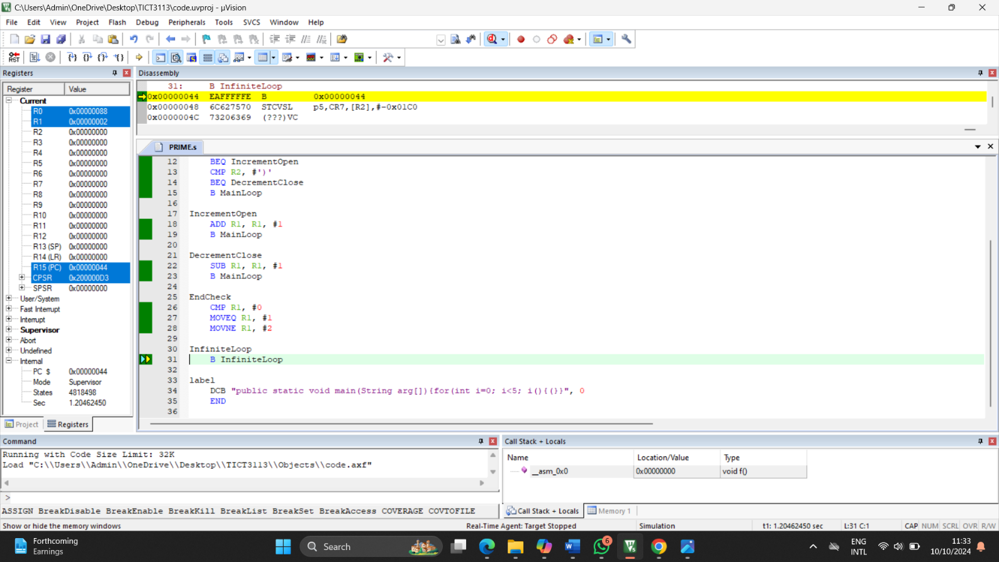 C:\Users\Admin\OneDrive\Desktop\TICT3113\code.uvproj - µVision
File Edit View Project Flash Debug Peripherals Tools SVCS Window Help
RST
Registers
Register Value
Current
R0 0x00000088
R1 0x00000002
R2 0x00000000
R3 0x00000000
R4 0x00000000
R5 0x00000000
R6 0x00000000
R7 0x00000000
R8 0x00000000
R9 0x00000000
R10 0x00000000
R11 0x00000000
R12 0x00000000
R13 (SP) 0x00000000
R14 (LR) 0x00000000
R15 (PC) 0x00000044
CPSR 0x200000D3
SPSR 0x00000000
User/System
Fast Interrupt
Interrupt
Supervisor
Abort
Undefined
Internal
PC $ 0x00000044
Mode Supervisor
States 4818498
Sec 1.20462450
Project Registers
Disassembly
31: B InfiniteLoop
0x00000044 EAFFFFFE B 0x00000044
0x00000048 6C627570 STCVSL p5,CR7,[R2],#-0x01C0
0x0000004C 73206369 (???)VC
PRIME.s
12 BEQ IncrementOpen
13 CMP R2, #')'
14 BEQ DecrementClose
15 B MainLoop
16
17 IncrementOpen
18 ADD R1, R1, #1
19 B MainLoop
20
21 DecrementClose
22 SUB R1, R1, #1
23 B MainLoop
24
25 EndCheck
26 CMP R1, #0
27 MOVEQ R1, #1
28 MOVNE R1, #2
29
30 InfiniteLoop
31 B InfiniteLoop
32
33 label
34 DCB "public static void main(String arg[]){for(int i=0; i<5; i(){(}}", 0
35 END
36
Command
Running with Code Size Limit: 32K
Load "C:\\Users\\Admin\\OneDrive\\Desktop\\TICT3113\\Objects\\code.axf"
>
ASSIGN BreakDisable BreakEnable BreakKill BreakList BreakSet BreakAccess COVERAGE COVTOFILE
Call Stack + Locals
Name Location/Value Type
__asm_0x0 0x00000000 void f()
Call Stack + Locals Memory 1
Show or hide the memory windows Real-Time Agent: Target Stopped Simulation t1: 1.20462450 sec L:31 C:1 CAP NUM SCRL OVR R/W
Forthcoming
Earnings
Search
6
ENG
INTL
11:33
10/10/2024